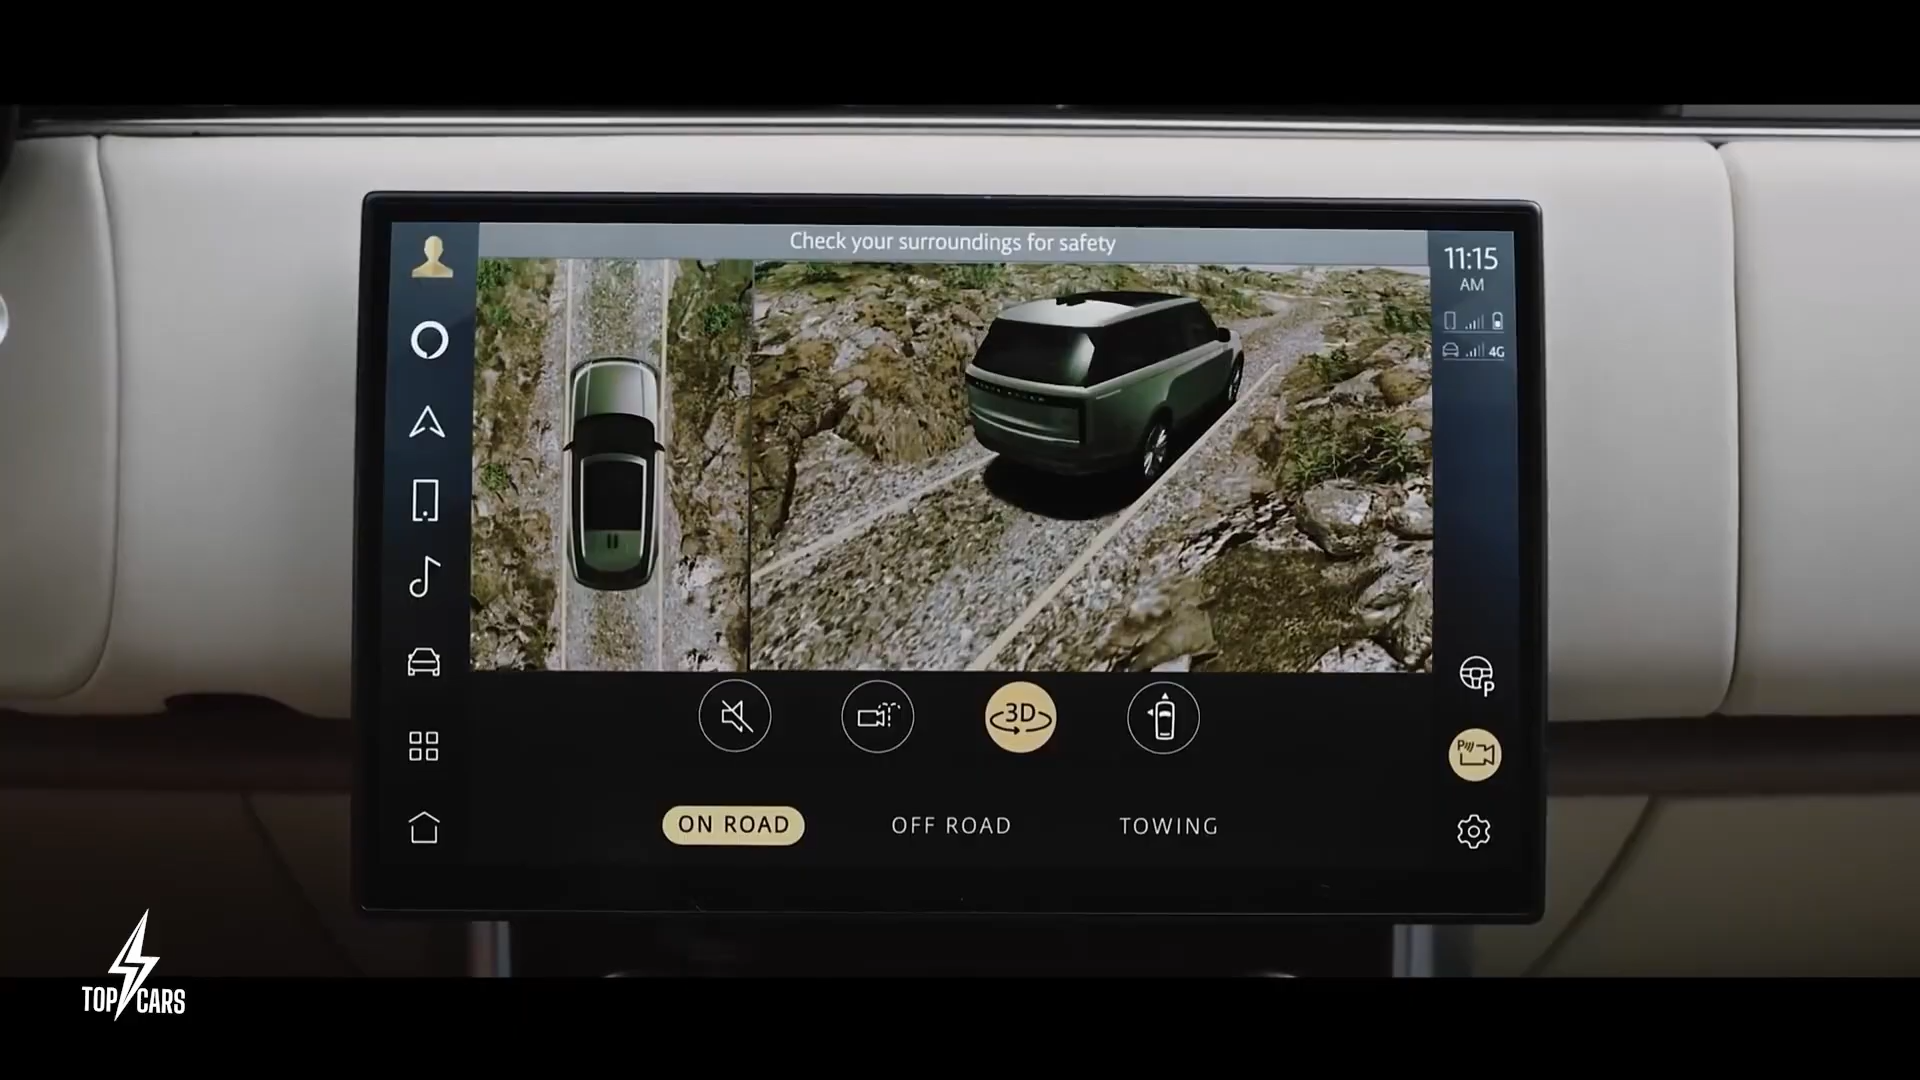 Check your surroundings for safety
11:15
AM
4G
3D
P
P
ON ROAD
OFF ROAD
TOWING
TOP CARS